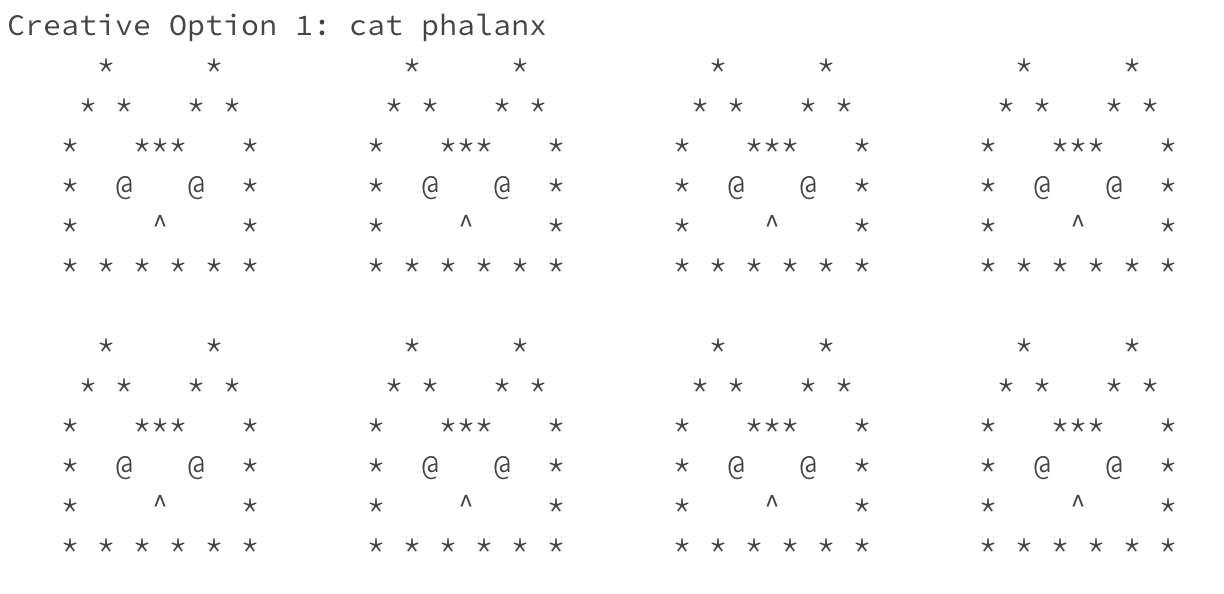 Creative Option 1: cat phalanx
     *     *          *     *          *     *          *     *
    * *   * *        * *   * *        * *   * *        * *   * *
   *   ***   *      *   ***   *      *   ***   *      *   ***   *
   *  @   @  *      *  @   @  *      *  @   @  *      *  @   @  *
   *    ^    *      *    ^    *      *    ^    *      *    ^    *
   * * * * * *      * * * * * *      * * * * * *      * * * * * *

     *     *          *     *          *     *          *     *
    * *   * *        * *   * *        * *   * *        * *   * *
   *   ***   *      *   ***   *      *   ***   *      *   ***   *
   *  @   @  *      *  @   @  *      *  @   @  *      *  @   @  *
   *    ^    *      *    ^    *      *    ^    *      *    ^    *
   * * * * * *      * * * * * *      * * * * * *      * * * * * *